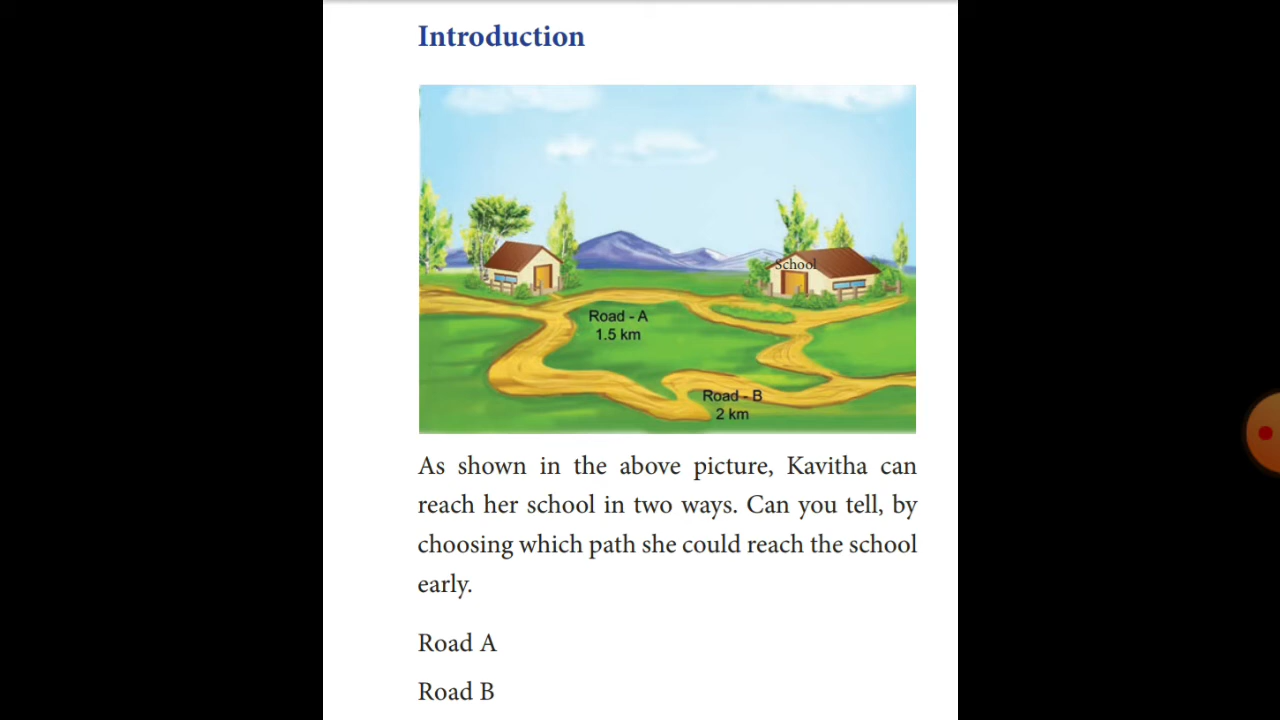 Introduction
School
Road - A
1.5 km
Road - B
2 km
As shown in the above picture, Kavitha can
reach her school in two ways. Can you tell, by
choosing which path she could reach the school
early.
Road A
Road B